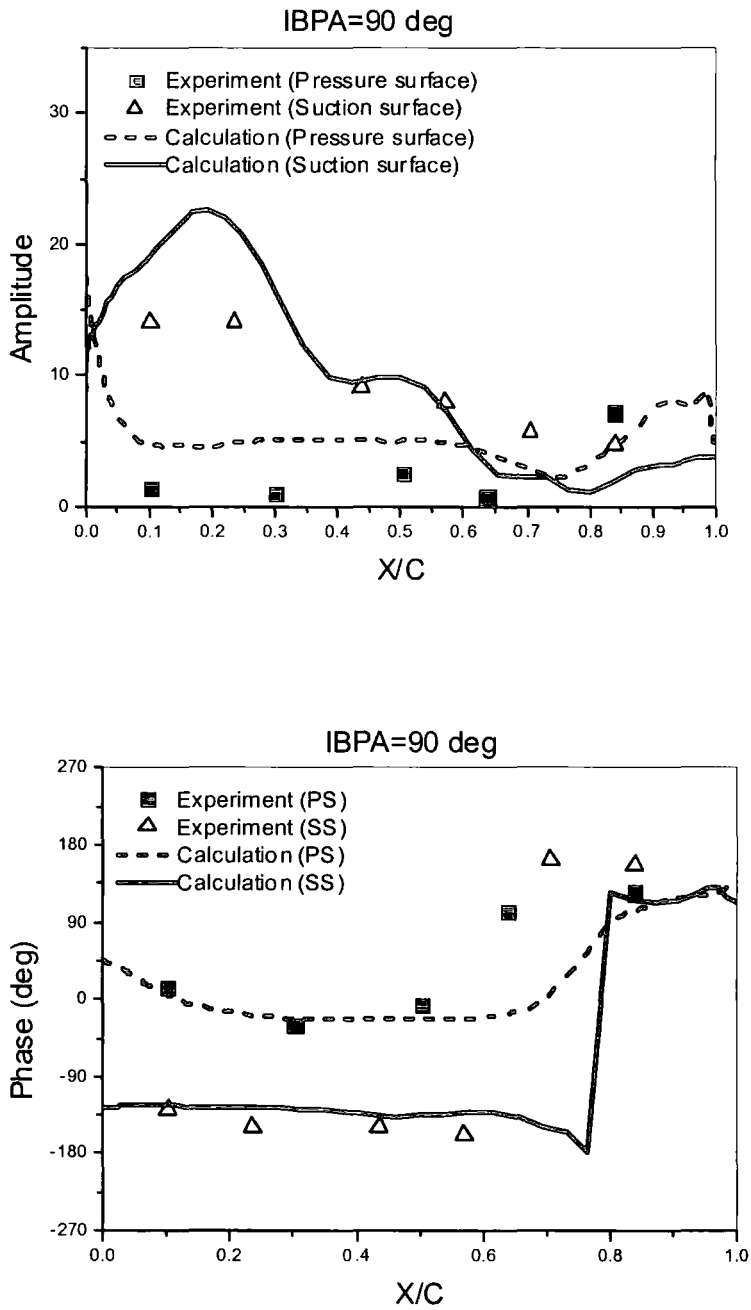 IBPA=90 deg
Experiment (Pressure surface)
Experiment (Suction surface)
Calculation (Pressure surface)
Calculation (Suction surface)
Amplitude
30
20
10
0
0.0 0.1 0.2 0.3 0.4 0.5 0.6 0.7 0.8 0.9 1.0
X/C
IBPA=90 deg
Experiment (PS)
Experiment (SS)
Calculation (PS)
Calculation (SS)
Phase (deg)
270
180
90
0
-90
-180
-270
0.0 0.2 0.4 0.6 0.8 1.0
X/C